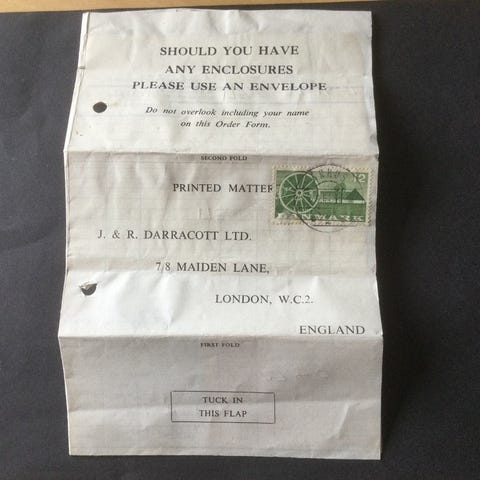 SHOULD YOU HAVE
ANY ENCLOSURES
PLEASE USE AN ENVELOPE
Do not overlook including your name
on this Order Form.
SECOND FOLD
PRINTED MATTER
12
DANMARK
J. & R. DARRACOTT LTD.
7/8 MAIDEN LANE,
LONDON, W.C.2.
ENGLAND
FIRST FOLD
TUCK IN
THIS FLAP